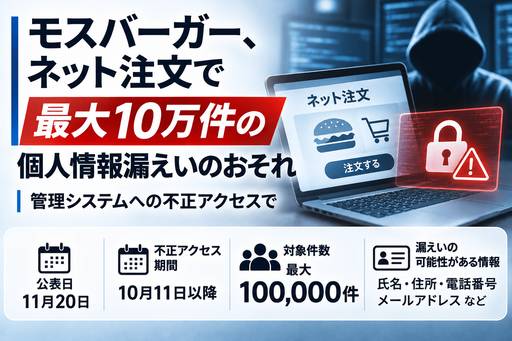 モスバーガー、
ネット注文で
最大10万件の
個人情報漏えいのおそれ
管理システムへの不正アクセスで
ネット注文
注文する
公表日
11月20日
不正アクセス
期間
10月11日以降
対象件数
最大
100,000件
漏えいの
可能性がある情報
氏名・住所・電話番号
メールアドレス など